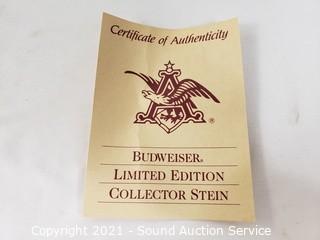 Certificate of Authenticity
A
®
BUDWEISER®
LIMITED EDITION
COLLECTOR STEIN
Copyright 2021 - Sound Auction Service